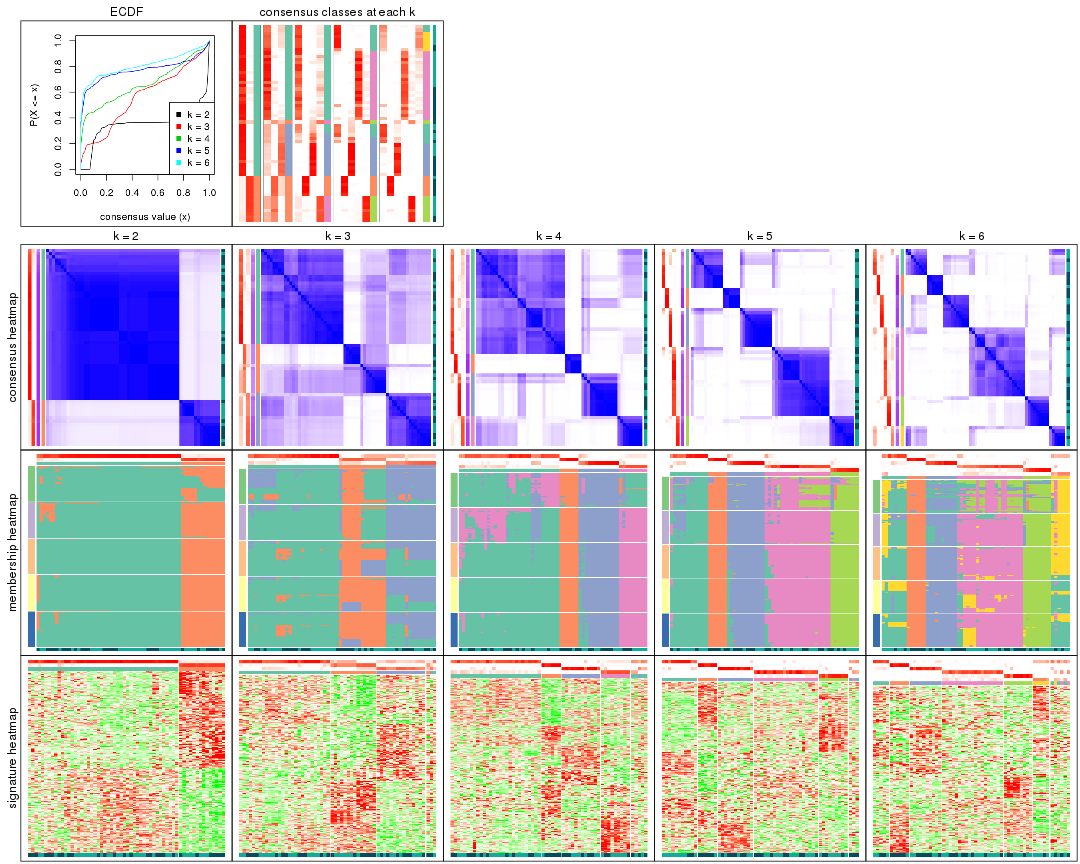 ECDF
consensus classes at each k
P(X <= x)
0.0 0.2 0.4 0.6 0.8 1.0
k = 2
k = 3
k = 4
k = 5
k = 6
0.0 0.2 0.4 0.6 0.8 1.0
consensus value (x)
k = 2 k = 3 k = 4 k = 5 k = 6
consensus heatmap
membership heatmap
signature heatmap